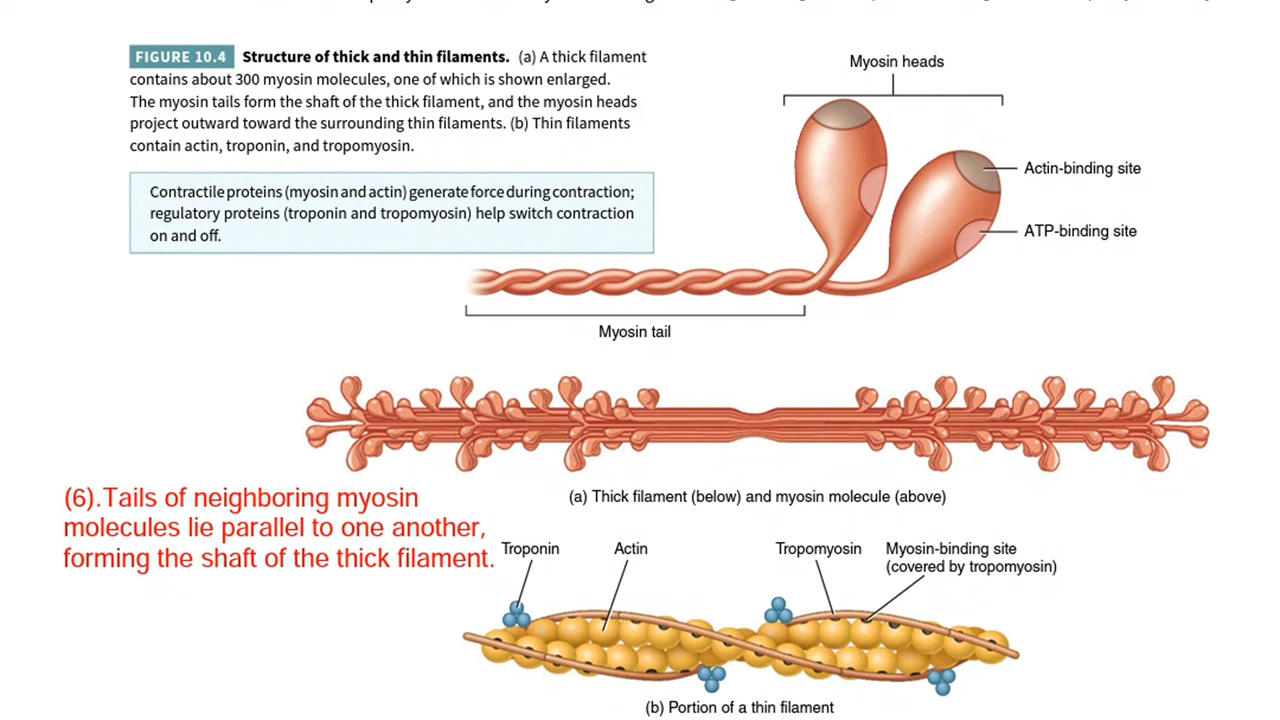 FIGURE 10.4 Structure of thick and thin filaments. (a) A thick filament
contains about 300 myosin molecules, one of which is shown enlarged.
The myosin tails form the shaft of the thick filament, and the myosin heads
project outward toward the surrounding thin filaments. (b) Thin filaments
contain actin, troponin, and tropomyosin.
Contractile proteins (myosin and actin) generate force during contraction;
regulatory proteins (troponin and tropomyosin) help switch contraction
on and off.
Myosin heads
Actin-binding site
ATP-binding site
Myosin tail
(a) Thick filament (below) and myosin molecule (above)
(6).Tails of neighboring myosin
molecules lie parallel to one another,
forming the shaft of the thick filament.
Troponin
Actin
Tropomyosin
Myosin-binding site
(covered by tropomyosin)
(b) Portion of a thin filament